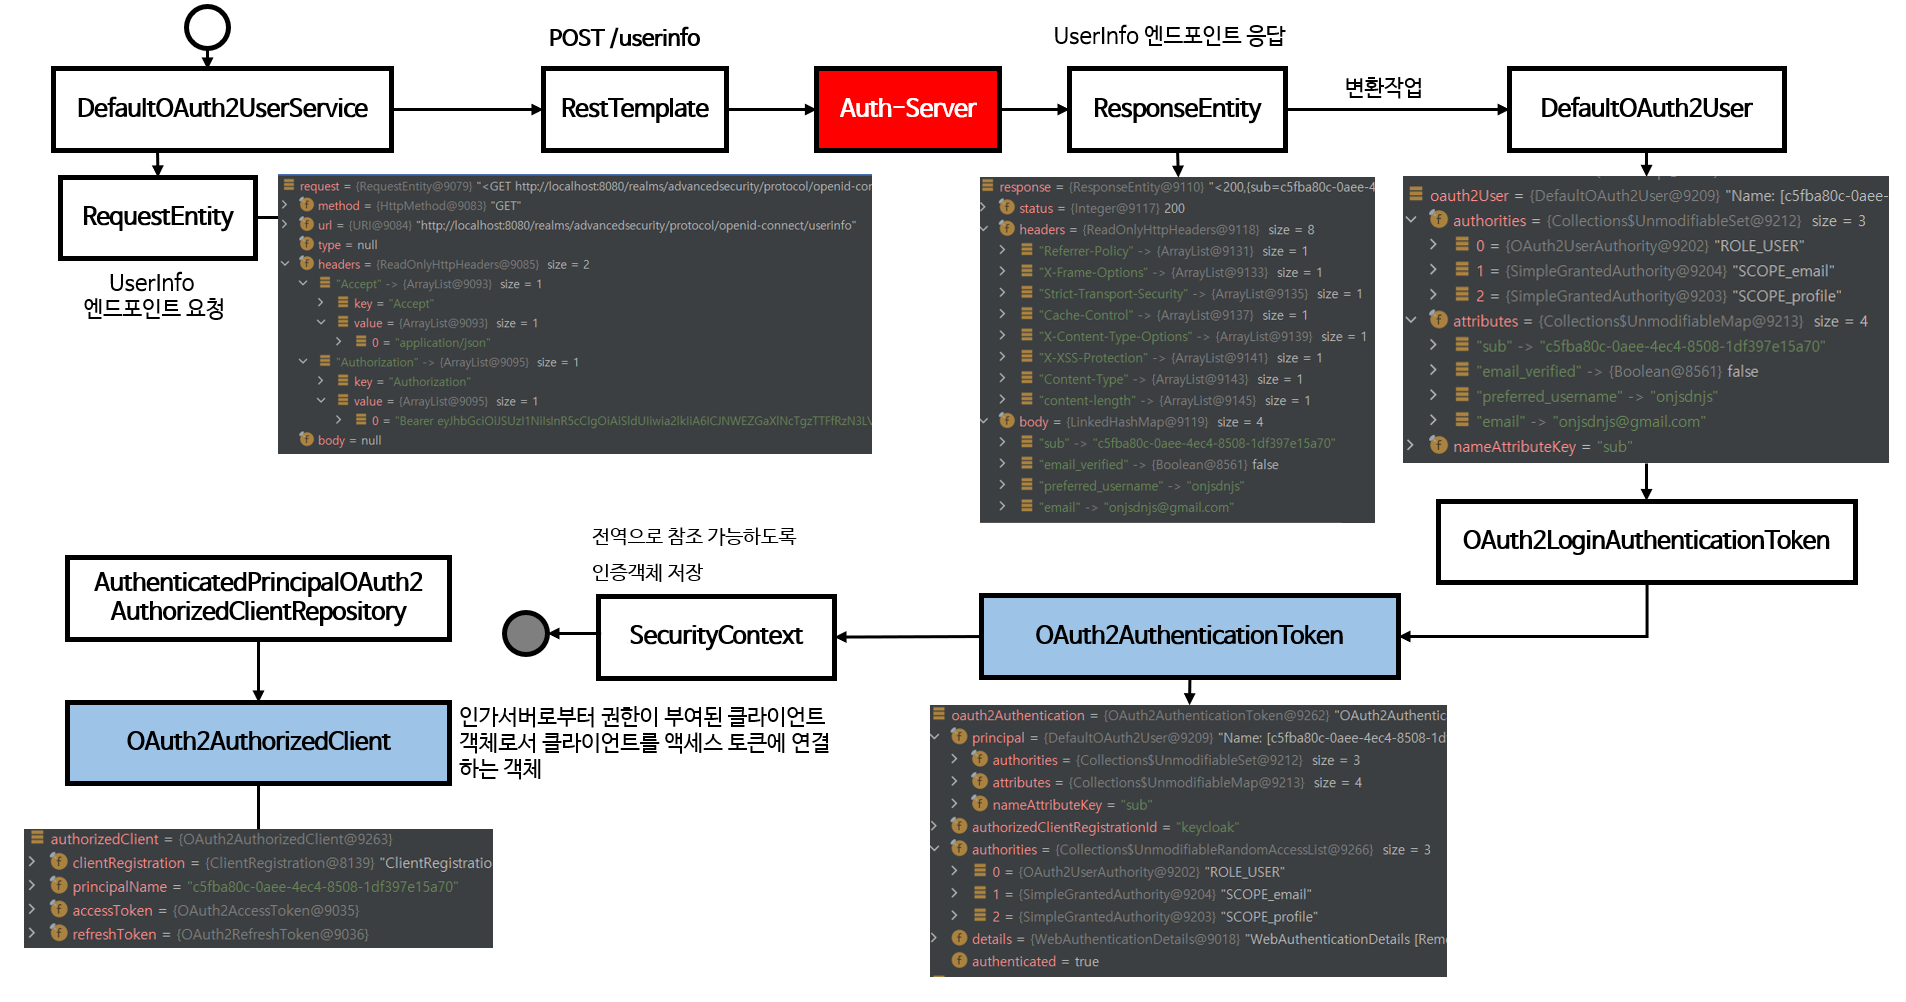 POST /userinfo
UserInfo 엔드포인트 응답
변환작업
DefaultOAuth2UserService
RestTemplate
Auth-Server
ResponseEntity
DefaultOAuth2User
RequestEntity
UserInfo
엔드포인트 요청
request = {RequestEntity@9079} "<GET http://localhost:8080/realms/advancedsecurity/protocol/openid-con
method = {HttpMethod@9083} "GET"
url = {URI@9084} "http://localhost:8080/realms/advancedsecurity/protocol/openid-connect/userinfo"
type = null
headers = {ReadOnlyHttpHeaders@9085} size = 2
"Accept" -> {ArrayList@9093} size = 1
key = "Accept"
value = {ArrayList@9093} size = 1
0 = "application/json"
"Authorization" -> {ArrayList@9095} size = 1
key = "Authorization"
value = {ArrayList@9095} size = 1
0 = "Bearer
body = null
response = {ResponseEntity@9110} "<200,{sub=c5fba80c-0aee-4
status = {Integer@9117} 200
headers = {ReadOnlyHttpHeaders@9118} size = 8
"Referrer-Policy" -> {ArrayList@9131} size = 1
"X-Frame-Options" -> {ArrayList@9133} size = 1
"Strict-Transport-Security" -> {ArrayList@9135} size = 1
"Cache-Control" -> {ArrayList@9137} size = 1
"X-Content-Type-Options" -> {ArrayList@9139} size = 1
"X-XSS-Protection" -> {ArrayList@9141} size = 1
"Content-Type" -> {ArrayList@9143} size = 1
"content-length" -> {ArrayList@9145} size = 1
body = {LinkedHashMap@9119} size = 4
"sub" -> "c5fba80c-0aee-4ec4-8508-1df397e15a70"
"email_verified" -> {Boolean@8561} false
"preferred_username" -> "onjsdnjs"
"email" -> "onjsdnjs@gmail.com"
oauth2User = {DefaultOAuth2User@9209} "Name: [c5fba80c-0aee-
authorities = {Collections$UnmodifiableSet@9212} size = 3
0 = {OAuth2UserAuthority@9202} "ROLE_USER"
1 = {SimpleGrantedAuthority@9204} "SCOPE_email"
2 = {SimpleGrantedAuthority@9203} "SCOPE_profile"
attributes = {Collections$UnmodifiableMap@9213} size = 4
"sub" -> "c5fba80c-0aee-4ec4-8508-1df397e15a70"
"email_verified" -> {Boolean@8561} false
"preferred_username" -> "onjsdnjs"
"email" -> "onjsdnjs@gmail.com"
nameAttributeKey = "sub"
OAuth2LoginAuthenticationToken
전역으로 참조 가능하도록
인증객체 저장
AuthenticatedPrincipalOAuth2
AuthorizedClientRepository
SecurityContext
OAuth2AuthenticationToken
OAuth2AuthorizedClient
인가서버로부터 권한이 부여된 클라이언트
객체로서 클라이언트를 액세스 토큰에 연결
하는 객체
authorizedClient = {OAuth2AuthorizedClient@9263}
clientRegistration = {ClientRegistration@8139} "ClientRegistratio
principalName = "c5fba80c-0aee-4ec4-8508-1df397e15a70"
accessToken = {OAuth2AccessToken@9035}
refreshToken = {OAuth2RefreshToken@9036}
oauth2Authentication = {OAuth2AuthenticationToken@9262} "OAuth2Authentic
principal = {DefaultOAuth2User@9209} "Name: [c5fba80c-0aee-4ec4-8508-1d
authorities = {Collections$UnmodifiableSet@9212} size = 3
attributes = {Collections$UnmodifiableMap@9213} size = 4
nameAttributeKey = "sub"
authorizedClientRegistrationId = "keycloak"
authorities = {Collections$UnmodifiableRandomAccessList@9266} size = 3
0 = {OAuth2UserAuthority@9202} "ROLE_USER"
1 = {SimpleGrantedAuthority@9204} "SCOPE_email"
2 = {SimpleGrantedAuthority@9203} "SCOPE_profile"
details = {WebAuthenticationDetails@9018} "WebAuthenticationDetails [Rem
authenticated = true